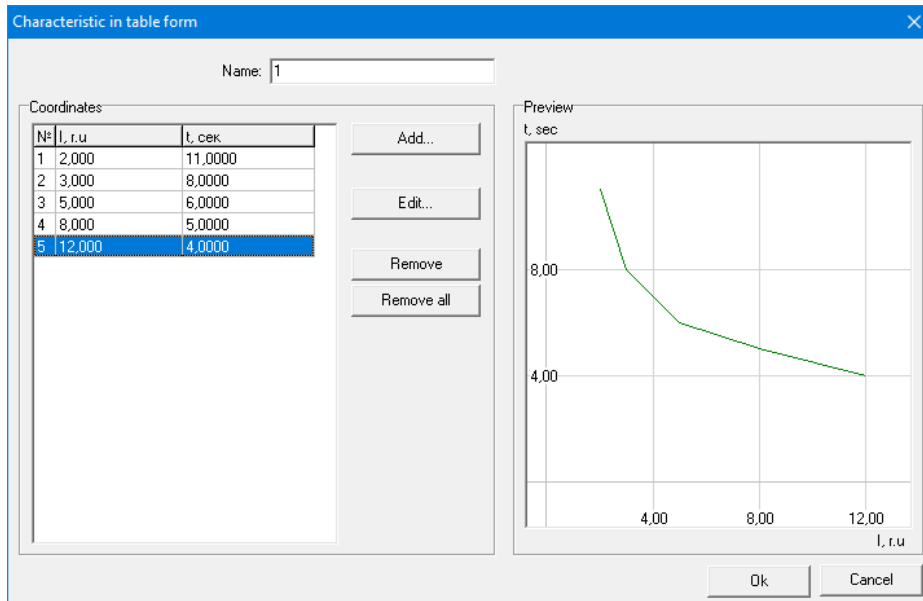 Characteristic in table form
Name: 1
Coordinates
№ I, r.u t, сек
1 2,000 11,0000
2 3,000 8,0000
3 5,000 6,0000
4 8,000 5,0000
5 12,000 4,0000
Add...
Edit...
Remove
Remove all
Preview
t, sec
8,00
4,00
4,00 8,00 12,00
I, r.u
Ok Cancel